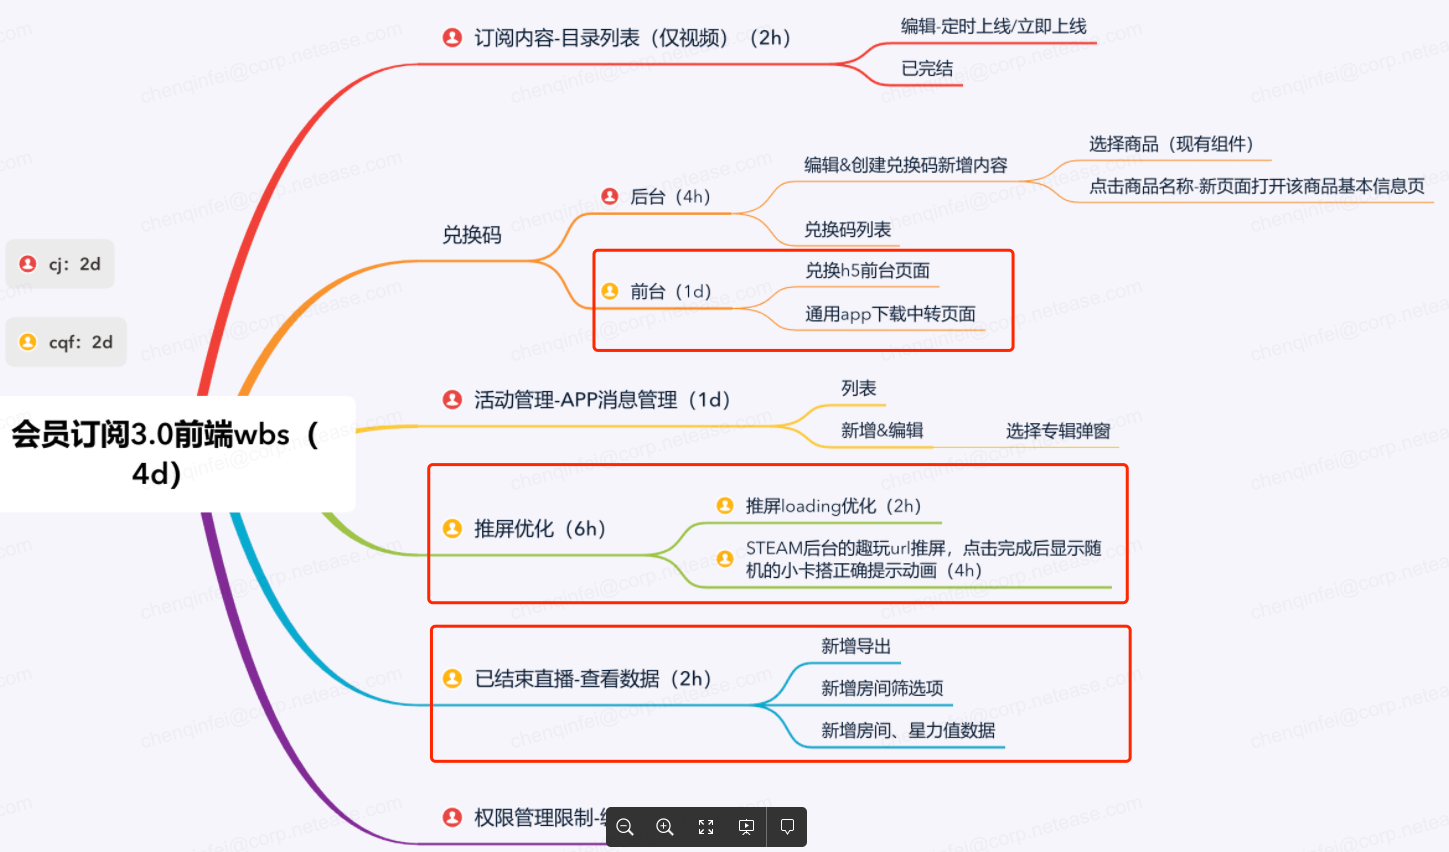 订阅内容-目录列表（仅视频）（2h）
编辑-定时上线/立即上线
已完结
兑换码
后台（4h）
编辑&创建兑换码新增内容
选择商品（现有组件）
点击商品名称-新页面打开该商品基本信息页
兑换码列表
前台（1d）
兑换h5前台页面
通用app下载中转页面
cj：2d
cqf：2d
会员订阅3.0前端wbs（
4d）
活动管理-APP消息管理（1d）
列表
新增&编辑
选择专辑弹窗
推屏优化（6h）
推屏loading优化（2h）
STEAM后台的趣玩url推屏，点击完成后显示随
机的小卡搭正确提示动画（4h）
已结束直播-查看数据（2h）
新增导出
新增房间筛选项
新增房间、星力值数据
权限管理限制-
chenqinfei@corp.netease.com